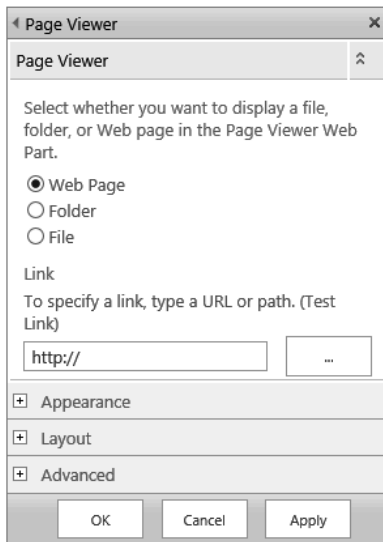 Page Viewer
Page Viewer
Select whether you want to display a file,
folder, or Web page in the Page Viewer Web
Part.
Web Page
Folder
File
Link
To specify a link, type a URL or path. (Test
Link)
http:// ...
Appearance
Layout
Advanced
OK Cancel Apply